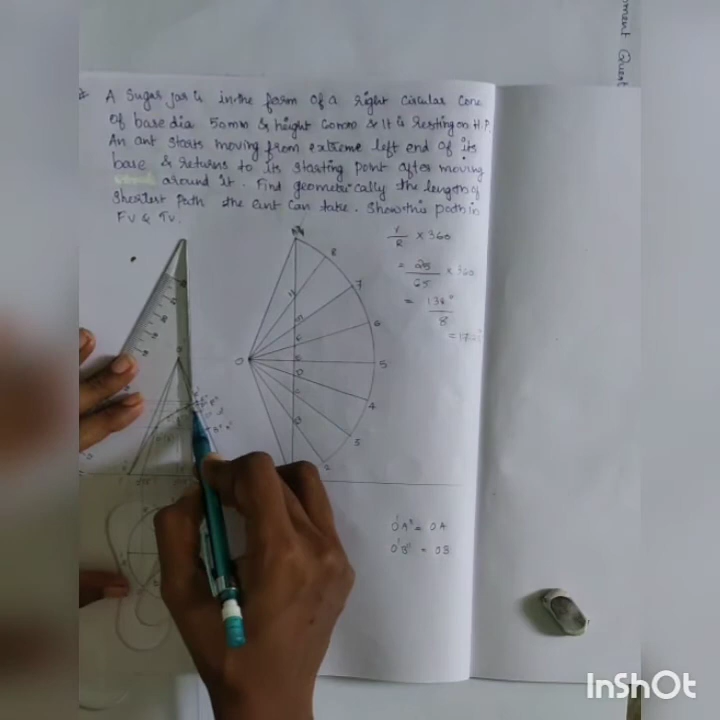 A Sugar jar is in the form of a right circular cone
of base dia 50mm & height 60mm & It is resting on H.P.
An ant starts moving from extreme left end of its
base & returns to its starting point after moving
around it. Find geometrically the length of
Shortest path the ant can take. Show this path in
FV & TV.
r/R × 360
= 25/65 × 360
= 138°/8
O
8
7
6
5
4
3
2
O'A" = OA
O'B" = OB
InShOt